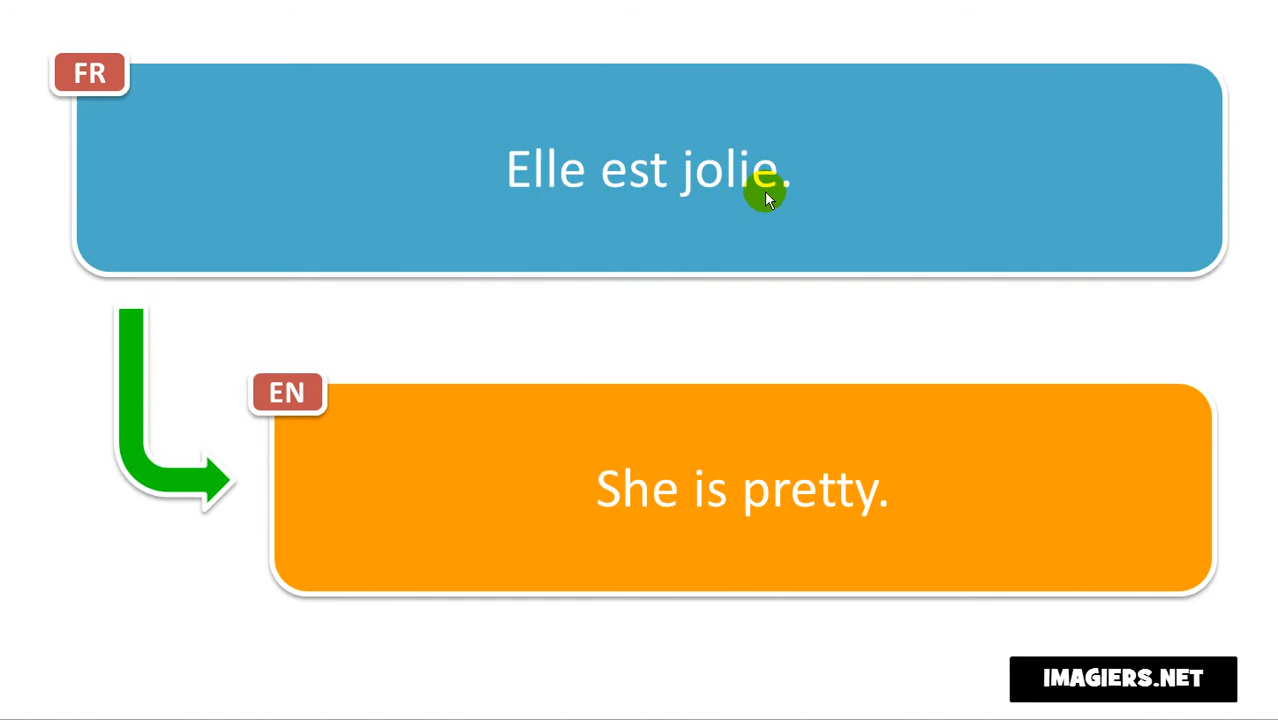 FR
Elle est jolie.
EN
She is pretty.
IMAGIERS.NET